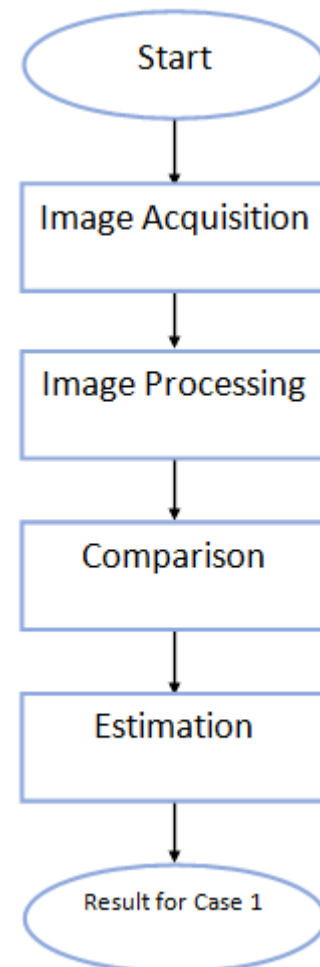 Start
Image Acquisition
Image Processing
Comparison
Estimation
Result for Case 1